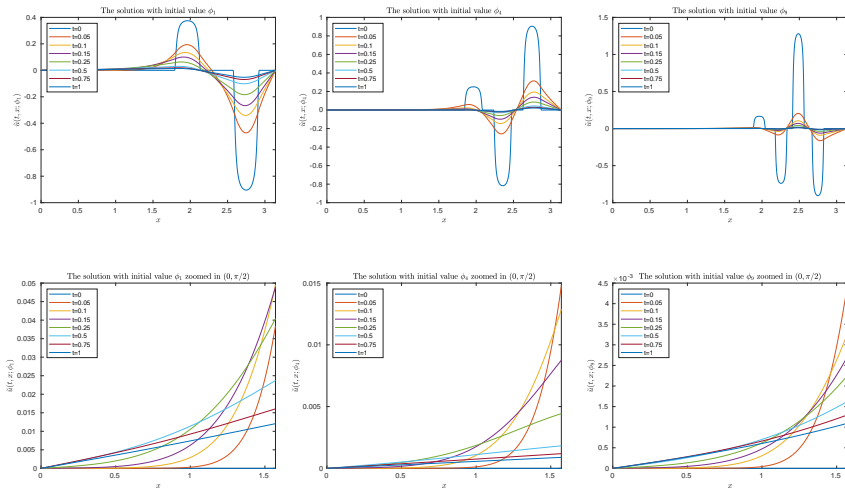 The solution with initial value ϕ₁
0.4
0.2
0
-0.2
-0.4
-0.6
-0.8
-1
t=0
t=0.05
t=0.1
t=0.15
t=0.25
t=0.5
t=0.75
t=1
0 0.5 1 1.5 2 2.5 3
x
The solution with initial value ϕ₄
1
0.8
0.6
0.4
0.2
0
-0.2
-0.4
-0.6
-0.8
-1
t=0
t=0.05
t=0.1
t=0.15
t=0.25
t=0.5
t=0.75
t=1
0 0.5 1 1.5 2 2.5 3
x
The solution with initial value ϕ₉
1.5
1
0.5
0
-0.5
-1
t=0
t=0.05
t=0.1
t=0.15
t=0.25
t=0.5
t=0.75
t=1
0 0.5 1 1.5 2 2.5 3
x
The solution with initial value ϕ₁ zoomed in (0, π/2)
0.05
0.045
0.04
0.035
0.03
0.025
0.02
0.015
0.01
0.005
0
t=0
t=0.05
t=0.1
t=0.15
t=0.25
t=0.5
t=0.75
t=1
0 0.5 1 1.5
x
The solution with initial value ϕ₄ zoomed in (0, π/2)
0.015
0.01
0.005
0
t=0
t=0.05
t=0.1
t=0.15
t=0.25
t=0.5
t=0.75
t=1
0 0.5 1 1.5
x
The solution with initial value ϕ₉ zoomed in (0, π/2)
×10⁻³
4.5
4
3.5
3
2.5
2
1.5
1
0.5
0
t=0
t=0.05
t=0.1
t=0.15
t=0.25
t=0.5
t=0.75
t=1
0 0.5 1 1.5
x